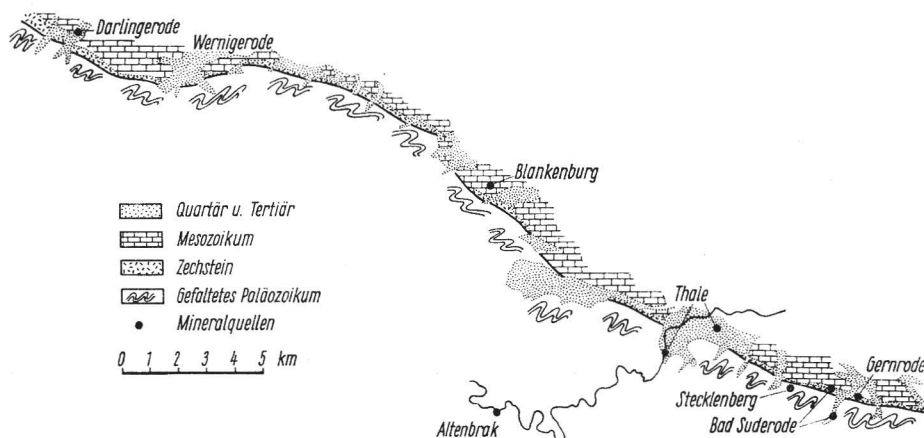 Darlingerode
Wernigerode
Blankenburg
Quartär u. Tertiär
Mesozoikum
Zechstein
Gefaltetes Paläozoikum
Mineralquellen
0 1 2 3 4 5 km
Thale
Gernrode
Stecklenberg
Bad Suderode
Altenbrak